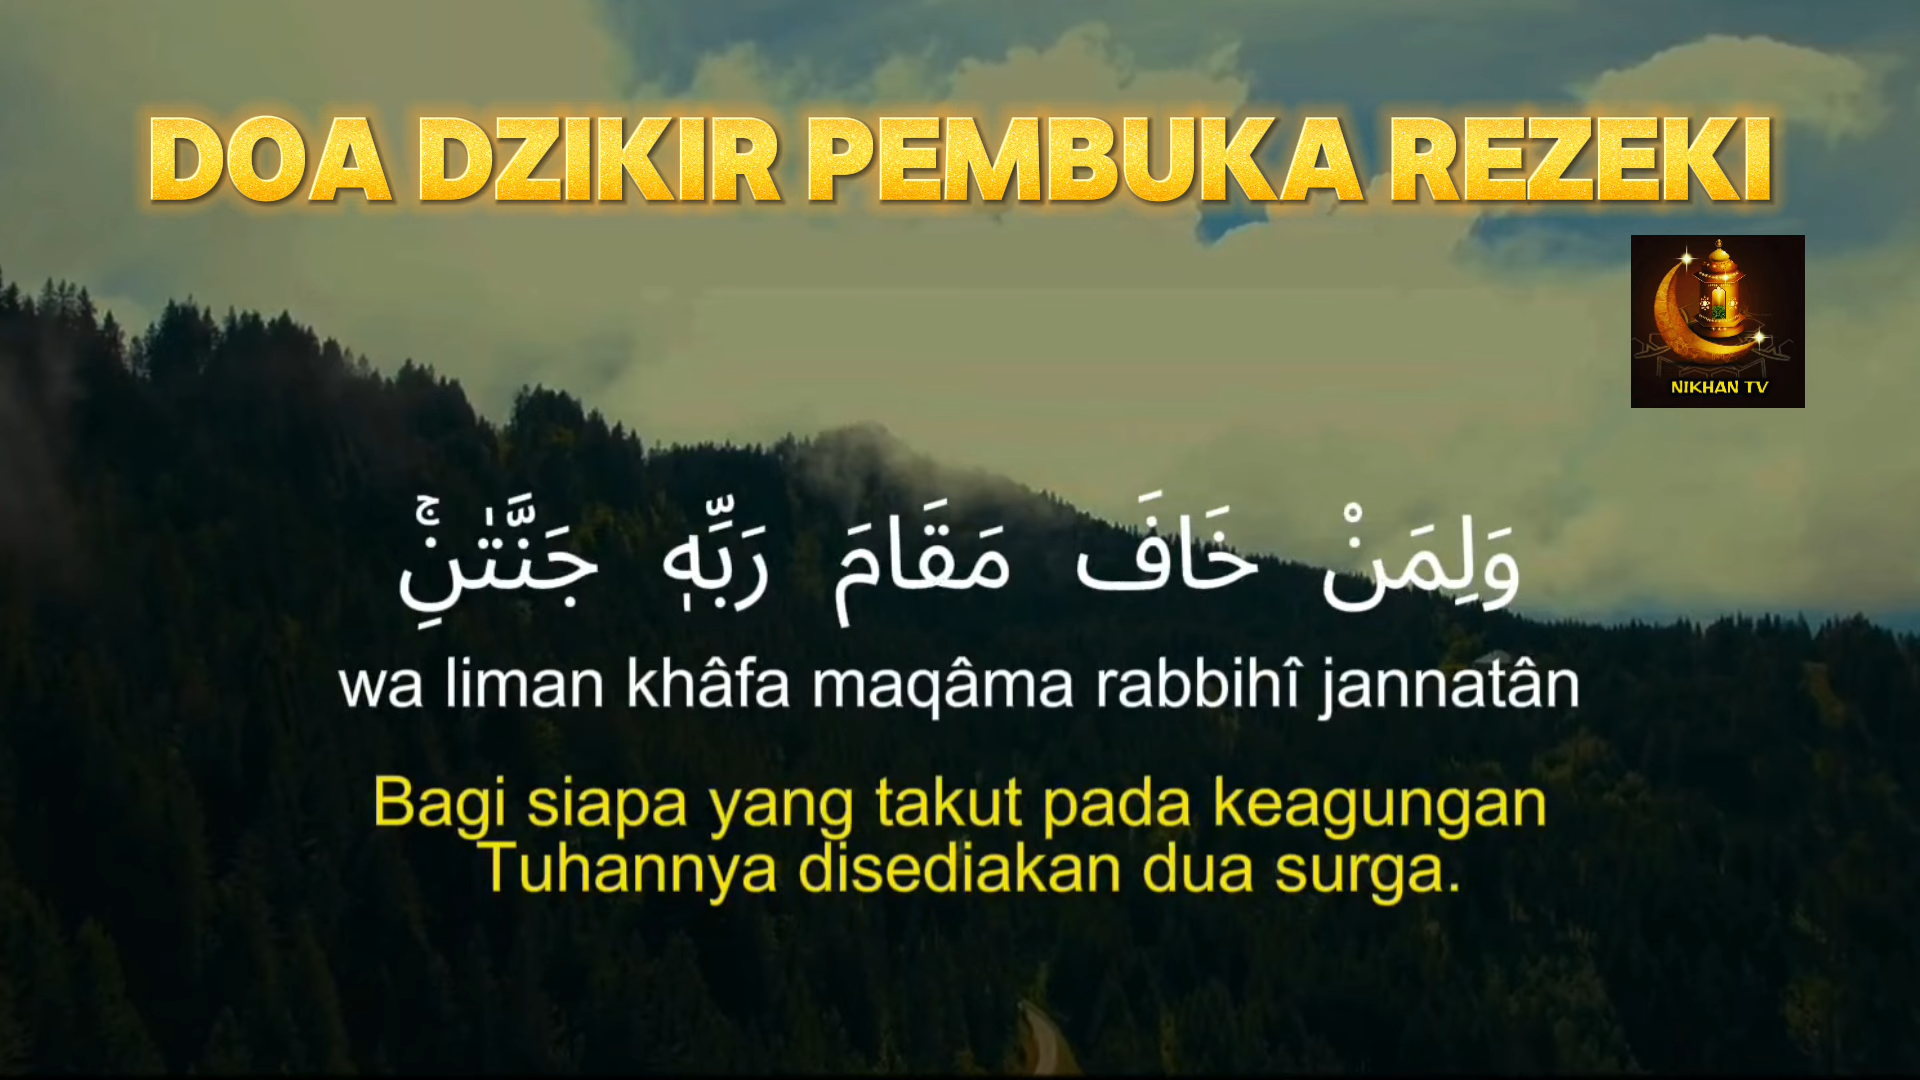 DOA DZIKIR PEMBUKA REZEKI
NIKHAN TV
وَلِمَنْ خَافَ مَقَامَ رَبِّهٖ جَنَّتٰنِۚ
wa liman khâfa maqâma rabbihî jannatân
Bagi siapa yang takut pada keagungan
Tuhannya disediakan dua surga.